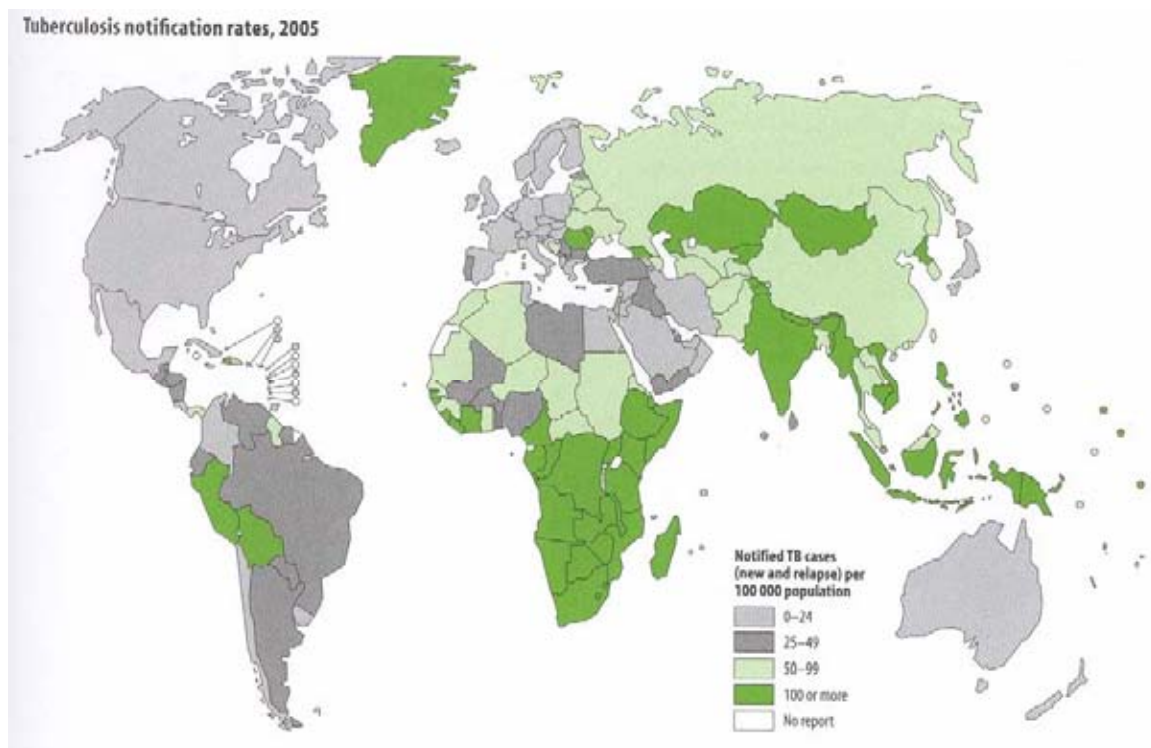 Tuberculosis notification rates, 2005
Notified TB cases
(new and relapse) per
100 000 population
0–24
25–49
50–99
100 or more
No report